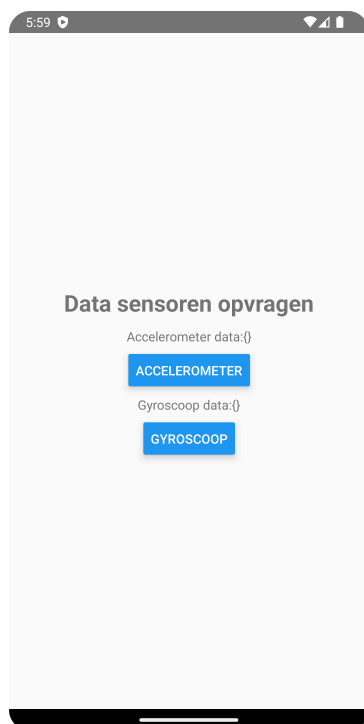 5:59
Data sensoren opvragen
Accelerometer data:{}
ACCELEROMETER
Gyroscoop data:{}
GYROSCOOP